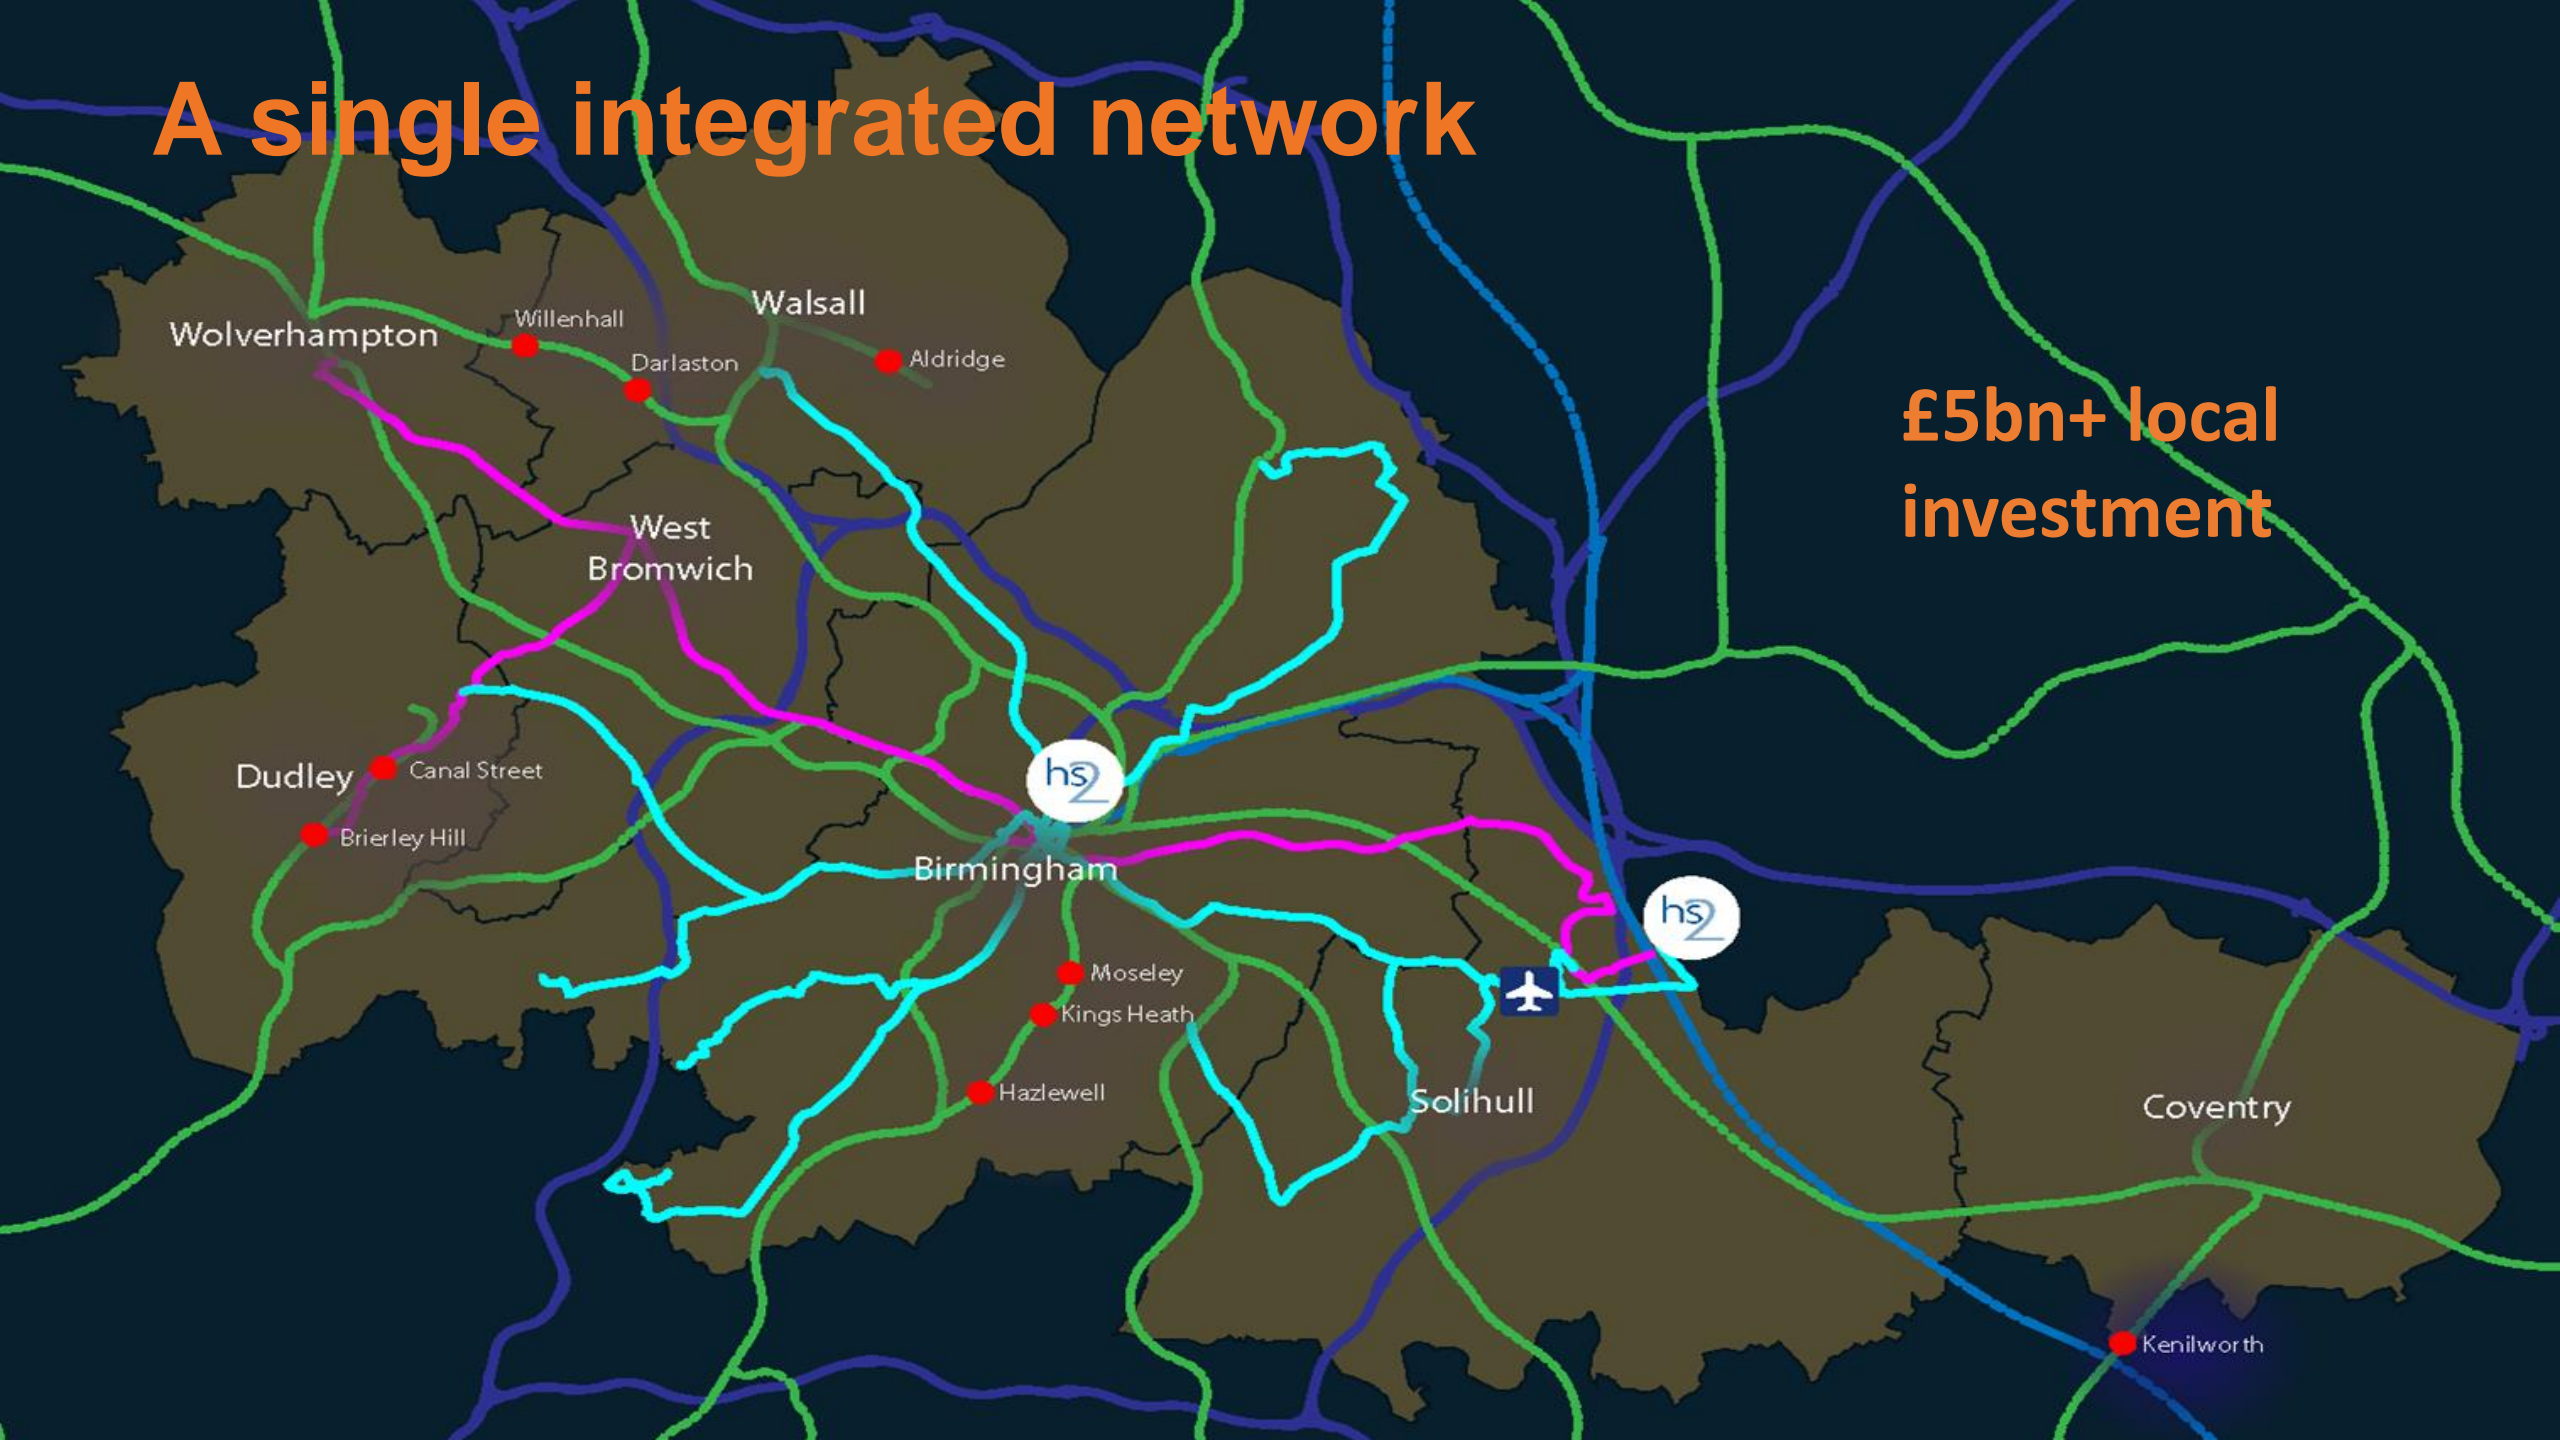 A single integrated network
£5bn+ local
investment
Walsall
Willenhall
Wolverhampton
Darlaston
Aldridge
West
Bromwich
hs2
Dudley
Canal Street
Brierley Hill
Birmingham
hs2
Moseley
Kings Heath
Hazlewell
Solihull
Coventry
Kenilworth